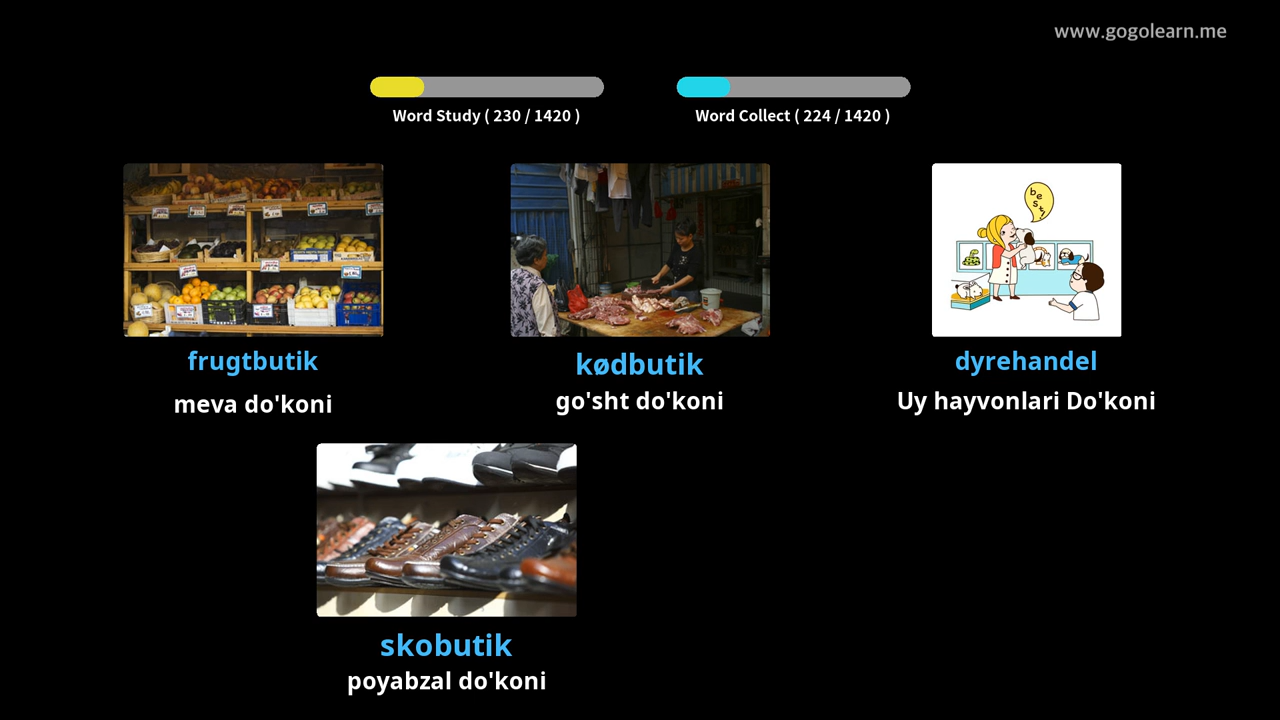 www.gogolearn.me
Word Study ( 230 / 1420 )
Word Collect ( 224 / 1420 )
best
frugtbutik
kødbutik
dyrehandel
meva do'koni
go'sht do'koni
Uy hayvonlari Do'koni
skobutik
poyabzal do'koni